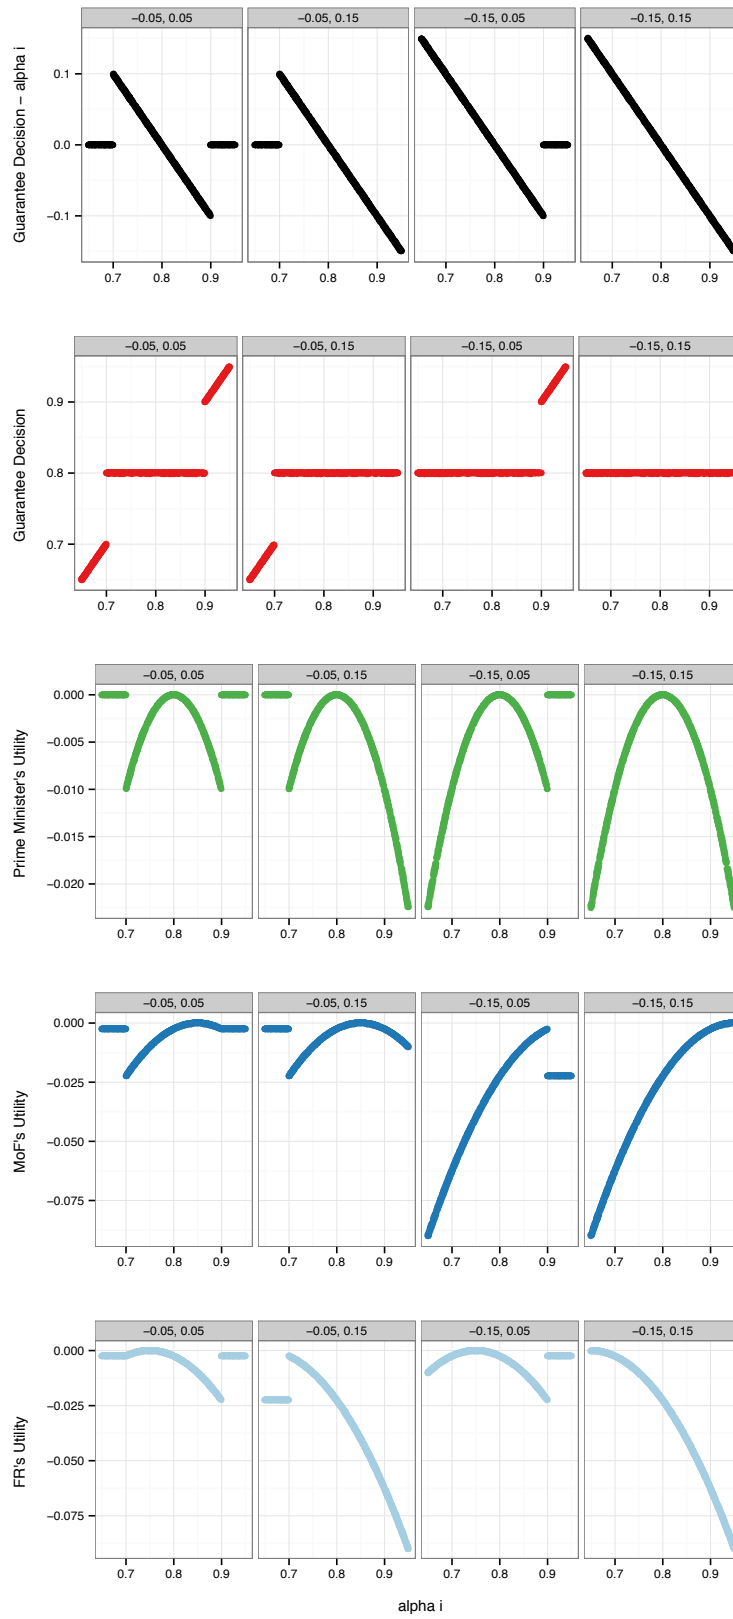 −0.05, 0.05 −0.05, 0.15 −0.15, 0.05 −0.15, 0.15
Guarantee Decision − alpha i
0.1
0.0
−0.1
0.7 0.8 0.9 0.7 0.8 0.9 0.7 0.8 0.9 0.7 0.8 0.9
−0.05, 0.05 −0.05, 0.15 −0.15, 0.05 −0.15, 0.15
Guarantee Decision
0.9
0.8
0.7
0.7 0.8 0.9 0.7 0.8 0.9 0.7 0.8 0.9 0.7 0.8 0.9
−0.05, 0.05 −0.05, 0.15 −0.15, 0.05 −0.15, 0.15
Prime Minister's Utility
0.000
−0.005
−0.010
−0.015
−0.020
0.7 0.8 0.9 0.7 0.8 0.9 0.7 0.8 0.9 0.7 0.8 0.9
−0.05, 0.05 −0.05, 0.15 −0.15, 0.05 −0.15, 0.15
MoF's Utility
0.000
−0.025
−0.050
−0.075
0.7 0.8 0.9 0.7 0.8 0.9 0.7 0.8 0.9 0.7 0.8 0.9
−0.05, 0.05 −0.05, 0.15 −0.15, 0.05 −0.15, 0.15
FR's Utility
0.000
−0.025
−0.050
−0.075
0.7 0.8 0.9 0.7 0.8 0.9 0.7 0.8 0.9 0.7 0.8 0.9
alpha i